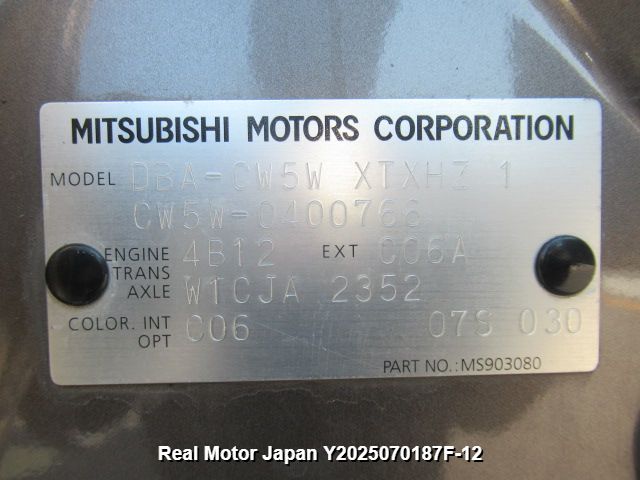 MITSUBISHI MOTORS CORPORATION
MODEL DBA-CW5W XTXHZ 1
CW5W-0400766
ENGINE 4B12 EXT C06A
TRANS
AXLE W1CJA 2352
COLOR. INT C06 07S 030
OPT
PART NO.:MS903080
Real Motor Japan Y2025070187F-12